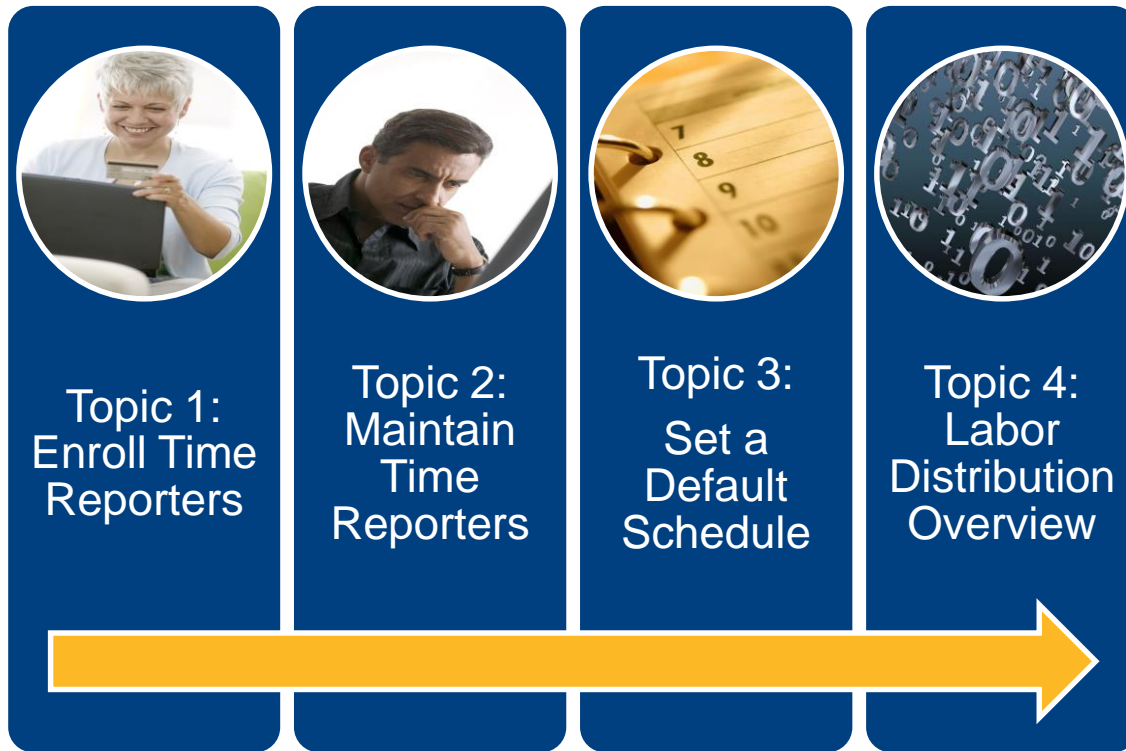 7
8
9
10
Topic 1:
Enroll Time
Reporters
Topic 2:
Maintain
Time
Reporters
Topic 3:
Set a
Default
Schedule
Topic 4:
Labor
Distribution
Overview